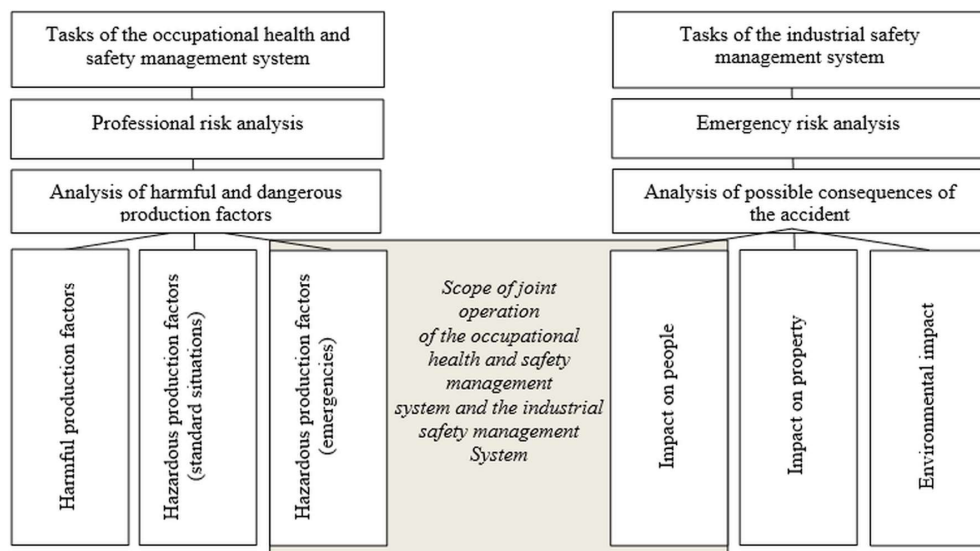 Tasks of the occupational health and
safety management system
Professional risk analysis
Analysis of harmful and dangerous
production factors
Harmful production factors
Hazardous production factors
(standard situations)
Hazardous production factors
(emergencies)
Scope of joint
operation
of the occupational
health and safety
management
system and the industrial
safety management
System
Tasks of the industrial safety
management system
Emergency risk analysis
Analysis of possible consequences of
the accident
Impact on people
Impact on property
Environmental impact